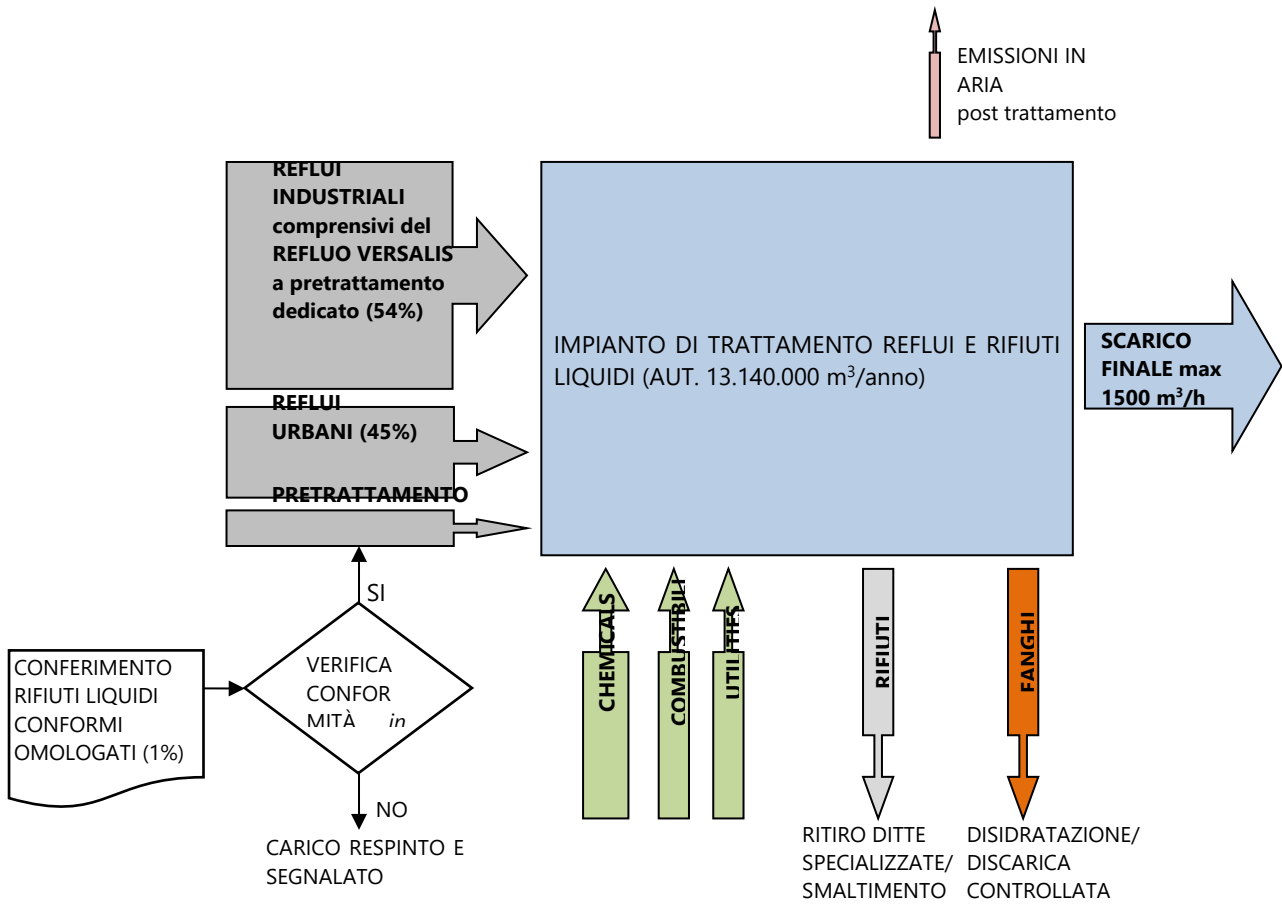 EMISSIONI IN
ARIA
post trattamento
REFLUI
INDUSTRIALI
comprensivi del
REFLUO VERSALIS
a pretrattamento
dedicato (54%)
IMPIANTO DI TRATTAMENTO REFLUI E RIFIUTI
LIQUIDI (AUT. 13.140.000 m³/anno)
SCARICO
FINALE max
1500 m³/h
REFLUI
URBANI (45%)
PRETRATTAMENTO
SI
CONFERIMENTO
RIFIUTI LIQUIDI
CONFORMI
OMOLOGATI (1%)
VERIFICA
CONFOR
MITÀ in
NO
CARICO RESPINTO E
SEGNALATO
CHEMICALS
COMBUSTIBILI
UTILITIES
RIFIUTI
FANGHI
RITIRO DITTE
SPECIALIZZATE/
SMALTIMENTO
DISIDRATAZIONE/
DISCARICA
CONTROLLATA